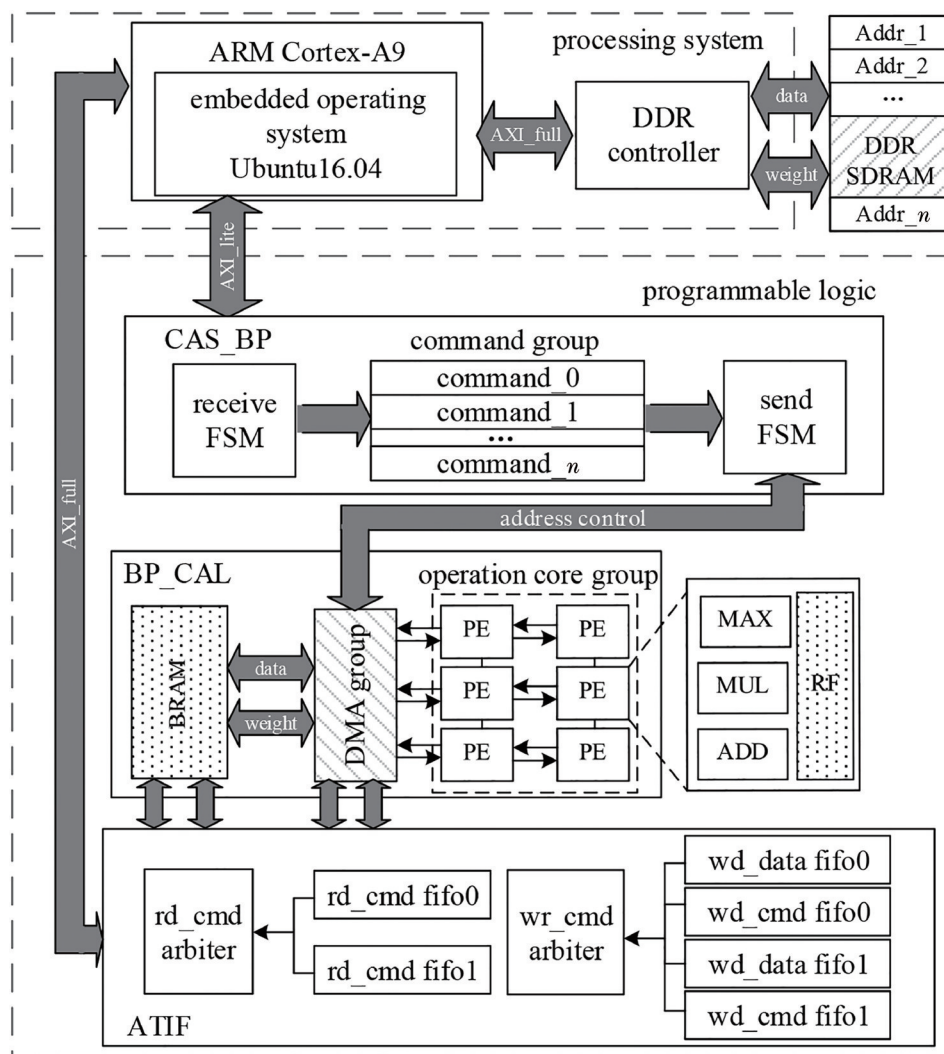 ARM Cortex-A9
embedded operating
system
Ubuntu16.04
processing system
AXI_full
DDR
controller
data
weight
Addr_1
Addr_2
...
DDR
SDRAM
Addr_n
AXI_lite
AXI_full
programmable logic
CAS_BP
receive
FSM
command group
command_0
command_1
...
command_n
send
FSM
address control
BP_CAL
BRAM
data
weight
DMA group
operation core group
PE
PE
PE
PE
PE
PE
MAX
MUL
ADD
RF
rd_cmd
arbiter
rd_cmd fifo0
rd_cmd fifo1
wr_cmd
arbiter
wd_data fifo0
wd_cmd fifo0
wd_data fifo1
wd_cmd fifo1
ATIF